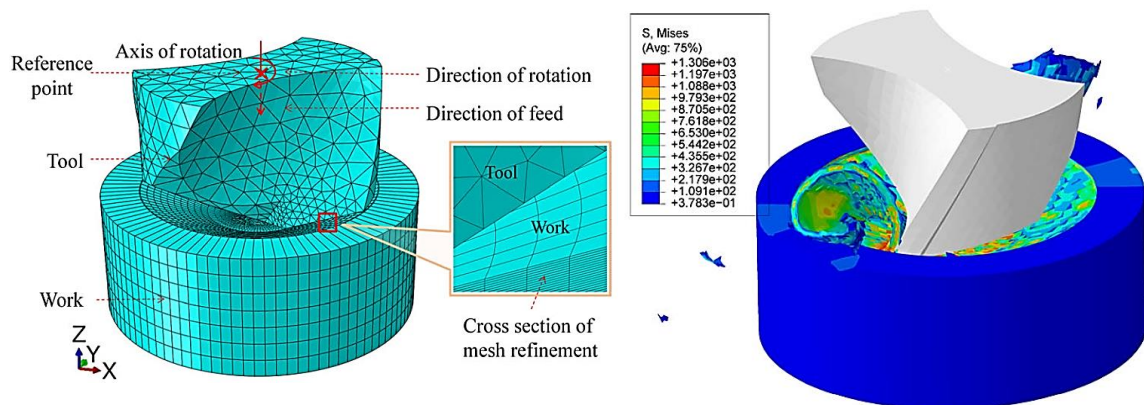 Axis of rotation
Reference
point
Direction of rotation
Direction of feed
Tool
Tool
Work
Work
Cross section of
mesh refinement
Z
Y
X
S, Mises
(Avg: 75%)
+1.306e+03
+1.197e+03
+1.088e+03
+9.793e+02
+8.705e+02
+7.618e+02
+6.530e+02
+5.442e+02
+4.355e+02
+3.267e+02
+2.179e+02
+1.091e+02
+3.783e-01